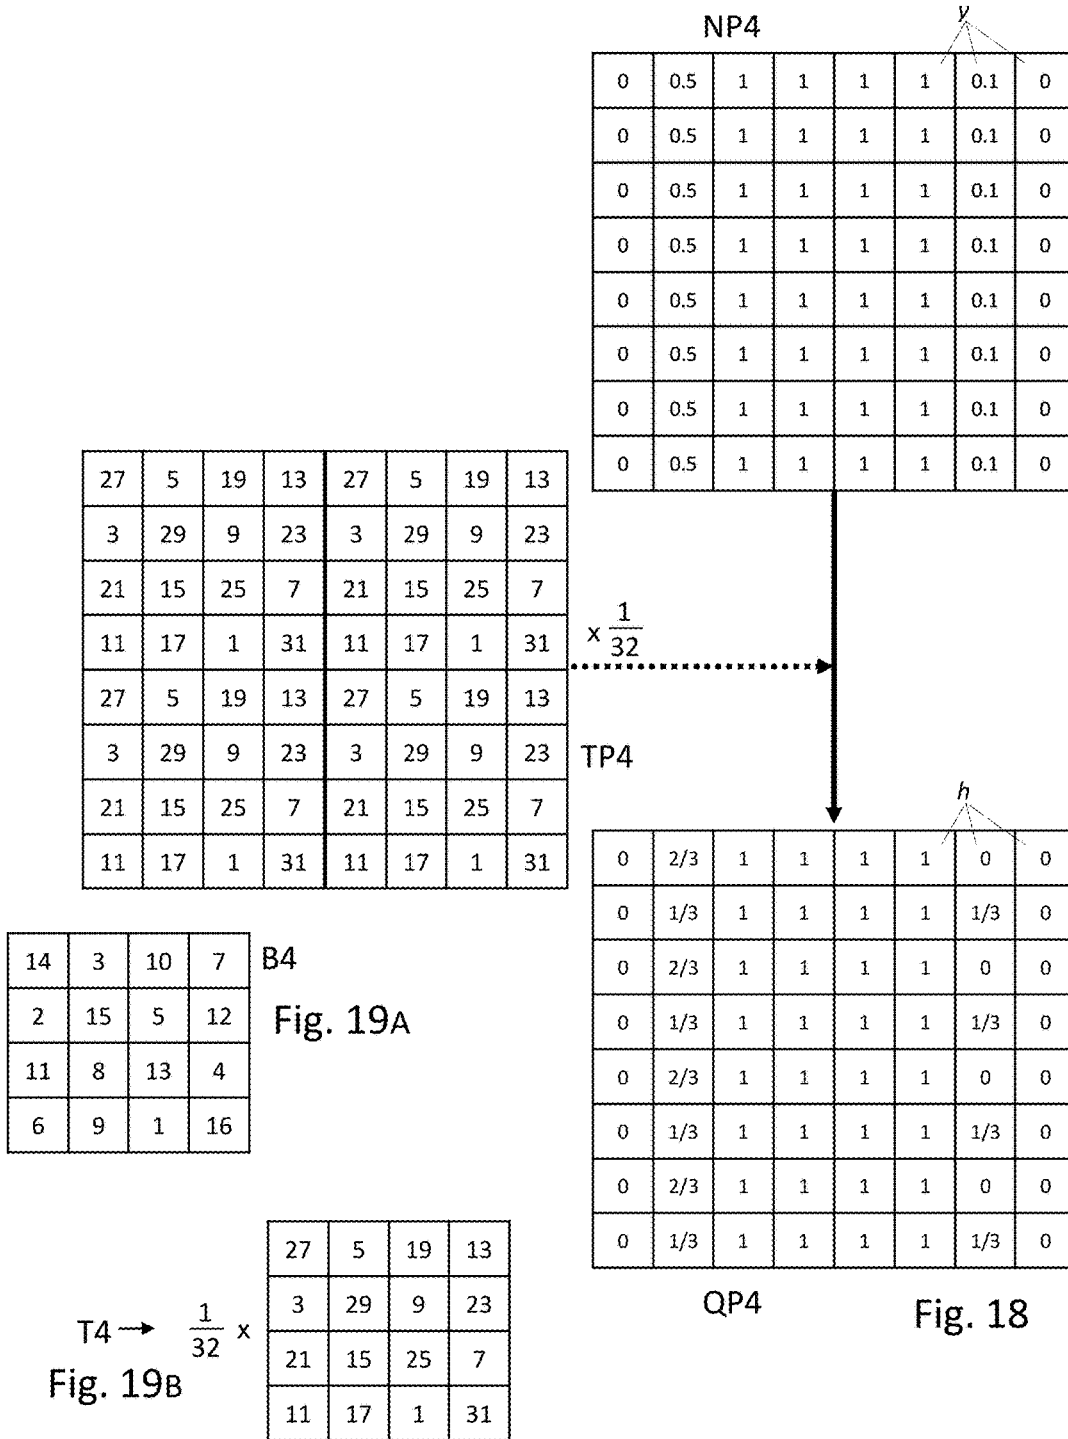 NP4
y
0 0.5 1 1 1 1 0.1 0
0 0.5 1 1 1 1 0.1 0
0 0.5 1 1 1 1 0.1 0
0 0.5 1 1 1 1 0.1 0
0 0.5 1 1 1 1 0.1 0
0 0.5 1 1 1 1 0.1 0
0 0.5 1 1 1 1 0.1 0
0 0.5 1 1 1 1 0.1 0
27 5 19 13 27 5 19 13
3 29 9 23 3 29 9 23
21 15 25 7 21 15 25 7
11 17 1 31 11 17 1 31
27 5 19 13 27 5 19 13
3 29 9 23 3 29 9 23
21 15 25 7 21 15 25 7
11 17 1 31 11 17 1 31
x 1/32
TP4
h
0 2/3 1 1 1 1 0 0
0 1/3 1 1 1 1 1/3 0
0 2/3 1 1 1 1 0 0
0 1/3 1 1 1 1 1/3 0
0 2/3 1 1 1 1 0 0
0 1/3 1 1 1 1 1/3 0
0 2/3 1 1 1 1 0 0
0 1/3 1 1 1 1 1/3 0
QP4
Fig. 18
14 3 10 7
2 15 5 12
11 8 13 4
6 9 1 16
B4
Fig. 19A
T4 → 1/32 x
27 5 19 13
3 29 9 23
21 15 25 7
11 17 1 31
Fig. 19B